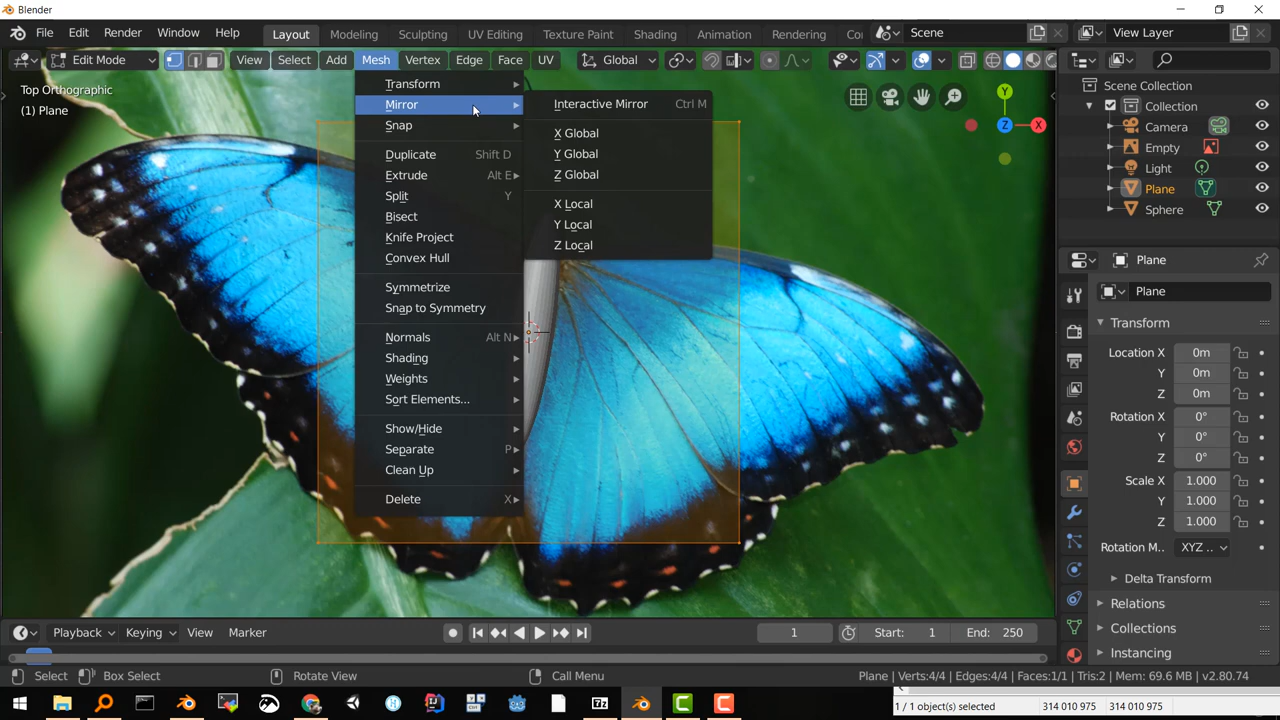 Blender
File Edit Render Window Help Layout Modeling Sculpting UV Editing Texture Paint Shading Animation Rendering Co Scene View Layer
Edit Mode View Select Add Mesh Vertex Edge Face UV Global
Top Orthographic
(1) Plane
Transform
Mirror
Snap
Duplicate Shift D
Extrude Alt E
Split Y
Bisect
Knife Project
Convex Hull
Symmetrize
Snap to Symmetry
Normals Alt N
Shading
Weights
Sort Elements...
Show/Hide
Separate P
Clean Up
Delete X
Interactive Mirror Ctrl M
X Global
Y Global
Z Global
X Local
Y Local
Z Local
Y
Z X
Scene Collection
Collection
Camera
Empty
Light
Plane
Sphere
Plane
Plane
Transform
Location X 0m
Y 0m
Z 0m
Rotation X 0°
Y 0°
Z 0°
Scale X 1.000
Y 1.000
Z 1.000
Rotation M.. XYZ ..
Delta Transform
Relations
Collections
Instancing
Playback Keying View Marker 1 Start: 1 End: 250
Select Box Select Rotate View Call Menu Plane | Verts:4/4 | Edges:4/4 | Faces:1/1 | Tris:2 | Mem: 69.6 MB | v2.80.74
1 / 1 object(s) selected 314 010 975 314 010 975